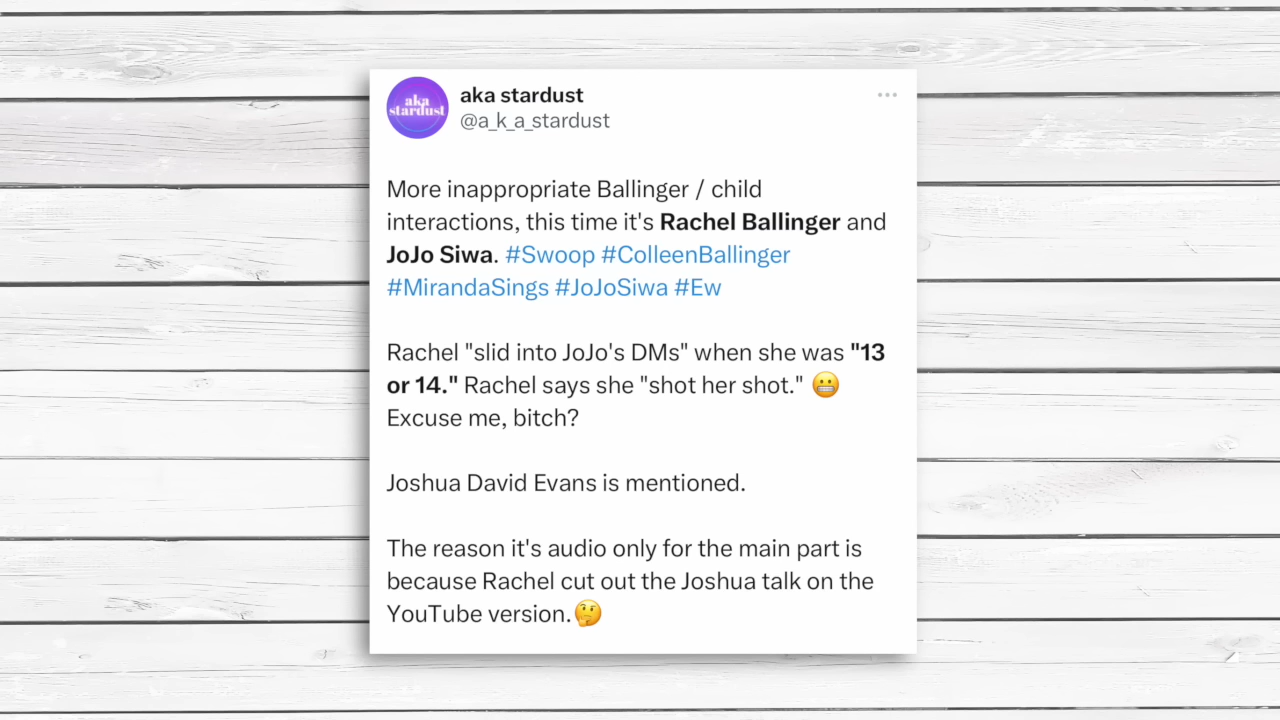 aka
stardust
aka stardust
@a_k_a_stardust
More inappropriate Ballinger / child
interactions, this time it's Rachel Ballinger and
JoJo Siwa. #Swoop #ColleenBallinger
#MirandaSings #JoJoSiwa #Ew
Rachel "slid into JoJo's DMs" when she was "13
or 14." Rachel says she "shot her shot." 😬
Excuse me, bitch?
Joshua David Evans is mentioned.
The reason it's audio only for the main part is
because Rachel cut out the Joshua talk on the
YouTube version.🤔